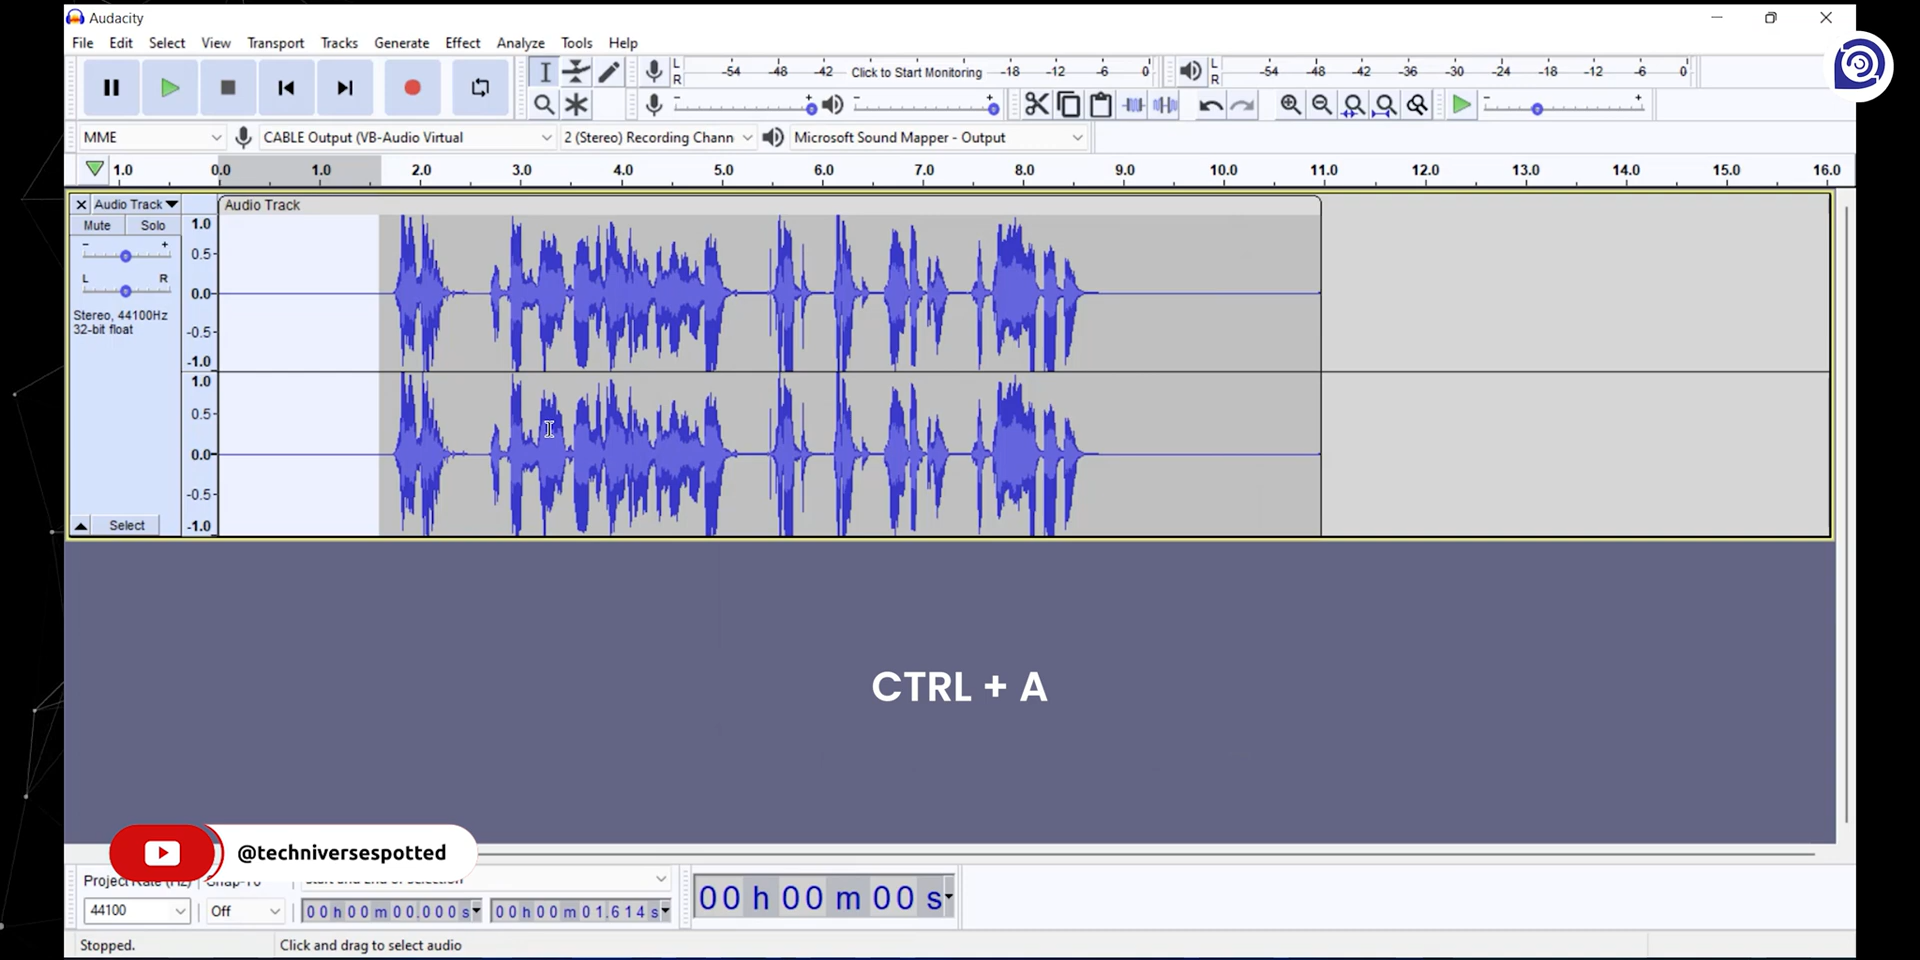 Audacity
File Edit Select View Transport Tracks Generate Effect Analyze Tools Help
L R -54 -48 -42 Click to Start Monitoring -18 -12 -6 0 L R -54 -48 -42 -36 -30 -24 -18 -12 -6 0
- + - + - +
MME CABLE Output (VB-Audio Virtual 2 (Stereo) Recording Chann Microsoft Sound Mapper - Output
1.0 0.0 1.0 2.0 3.0 4.0 5.0 6.0 7.0 8.0 9.0 10.0 11.0 12.0 13.0 14.0 15.0 16.0
Audio Track Audio Track
Mute Solo 1.0
- + 0.5
L R 0.0
Stereo, 44100Hz
32-bit float -0.5
-1.0
1.0
0.5
0.0
-0.5
Select -1.0
CTRL + A
@techniversespotted
Project Rate (Hz) Snap-To Start and End of Selection
44100 Off 00h00m00.000s 00h00m01.614s 00h00m00s
Stopped. Click and drag to select audio